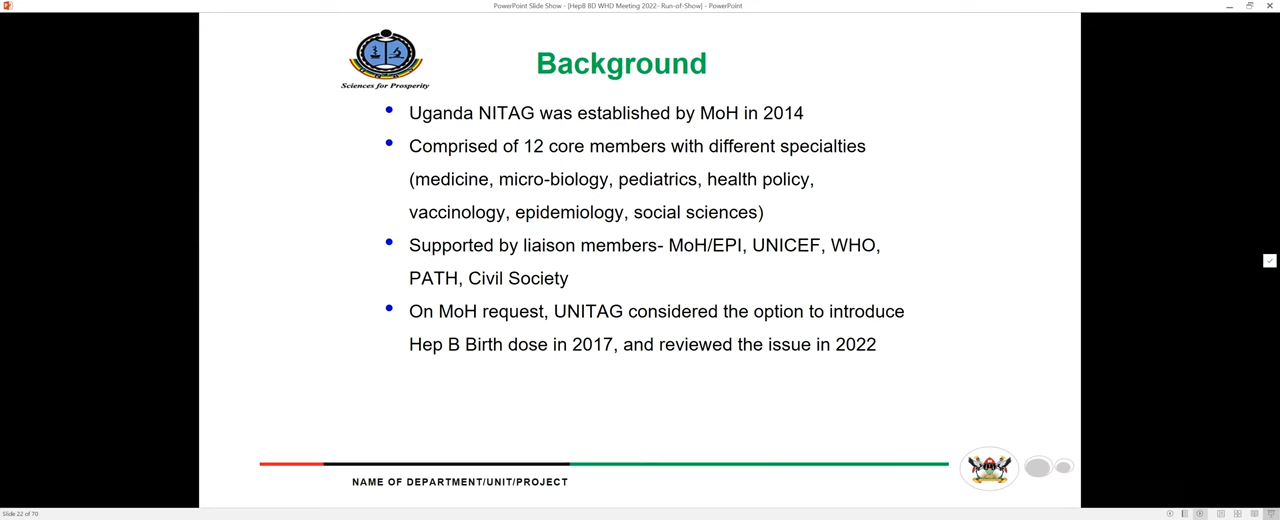 PowerPoint Slide Show - [HepB BD WHD Meeting 2022- Run-of-Show] - PowerPoint
Sciences for Prosperity
Background
• Uganda NITAG was established by MoH in 2014
• Comprised of 12 core members with different specialties
(medicine, micro-biology, pediatrics, health policy,
vaccinology, epidemiology, social sciences)
• Supported by liaison members- MoH/EPI, UNICEF, WHO,
PATH, Civil Society
• On MoH request, UNITAG considered the option to introduce
Hep B Birth dose in 2017, and reviewed the issue in 2022
NAME OF DEPARTMENT/UNIT/PROJECT
Slide 22 of 70